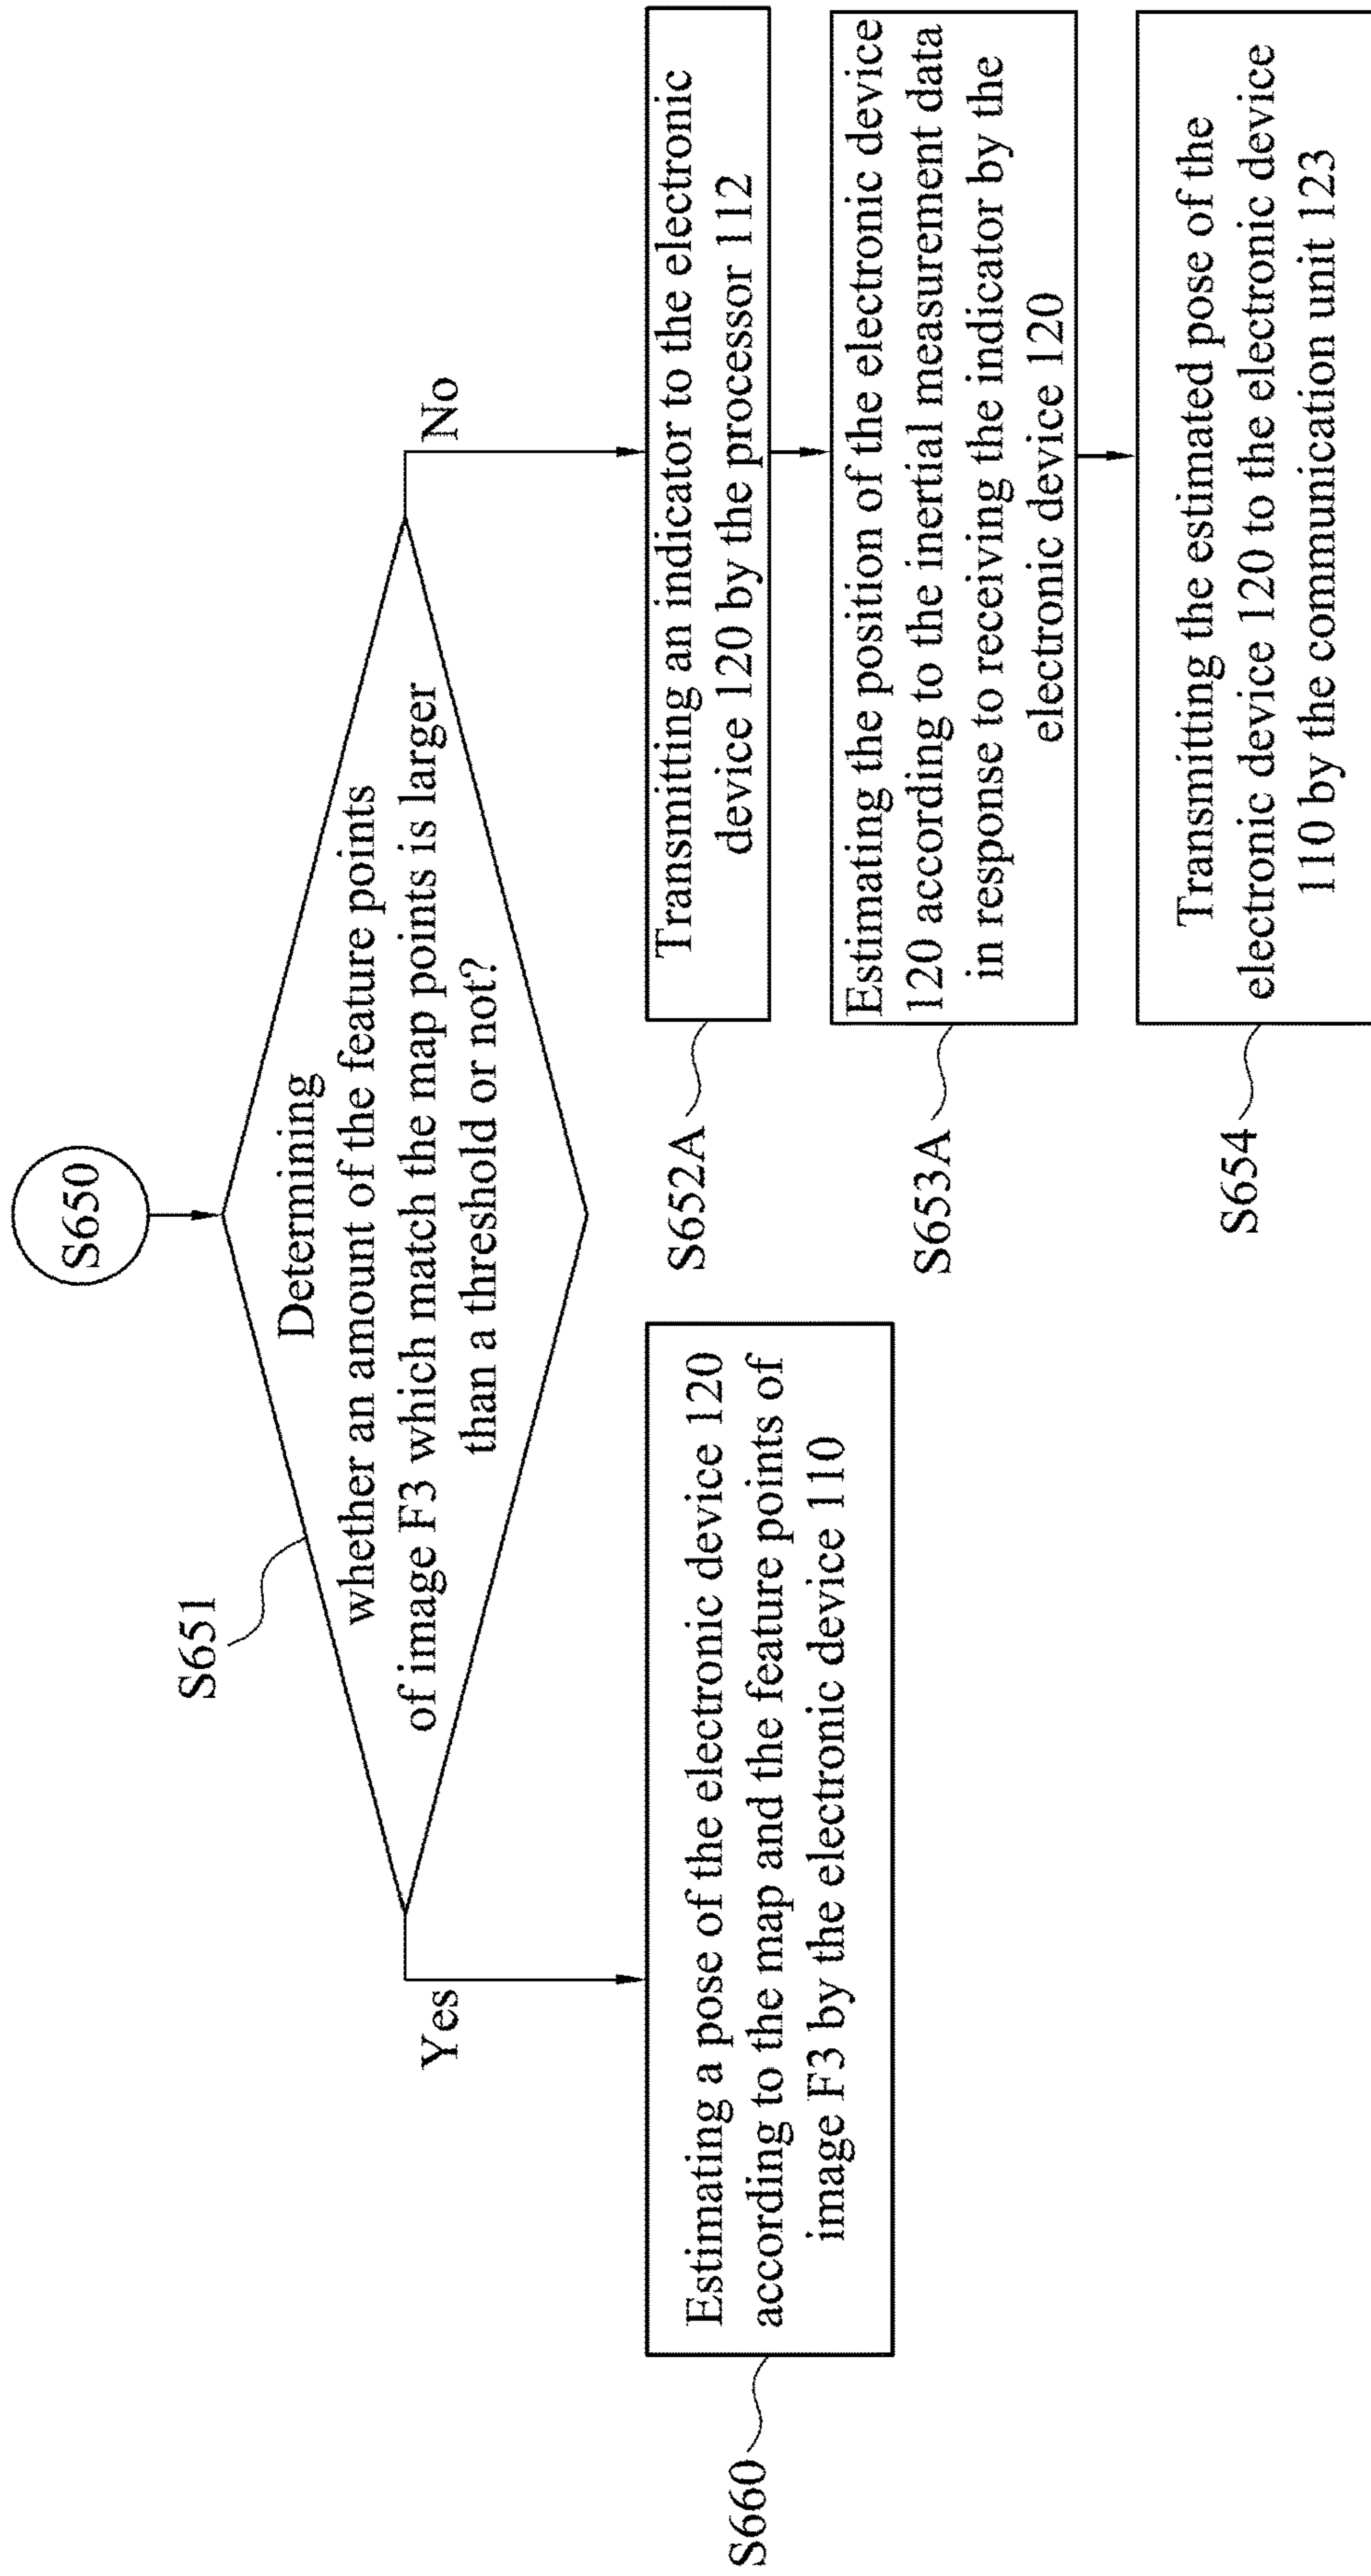 S650
S651
Determining
whether an amount of the feature points
of image F3 which match the map points is larger
than a threshold or not?
Yes
No
S660
Estimating a pose of the electronic device 120
according to the map and the feature points of
image F3 by the electronic device 110
S652A
Transmitting an indicator to the electronic
device 120 by the processor 112
S653A
Estimating the position of the electronic device
120 according to the inertial measurement data
in response to receiving the indicator by the
electronic device 120
S654
Transmitting the estimated pose of the
electronic device 120 to the electronic device
110 by the communication unit 123